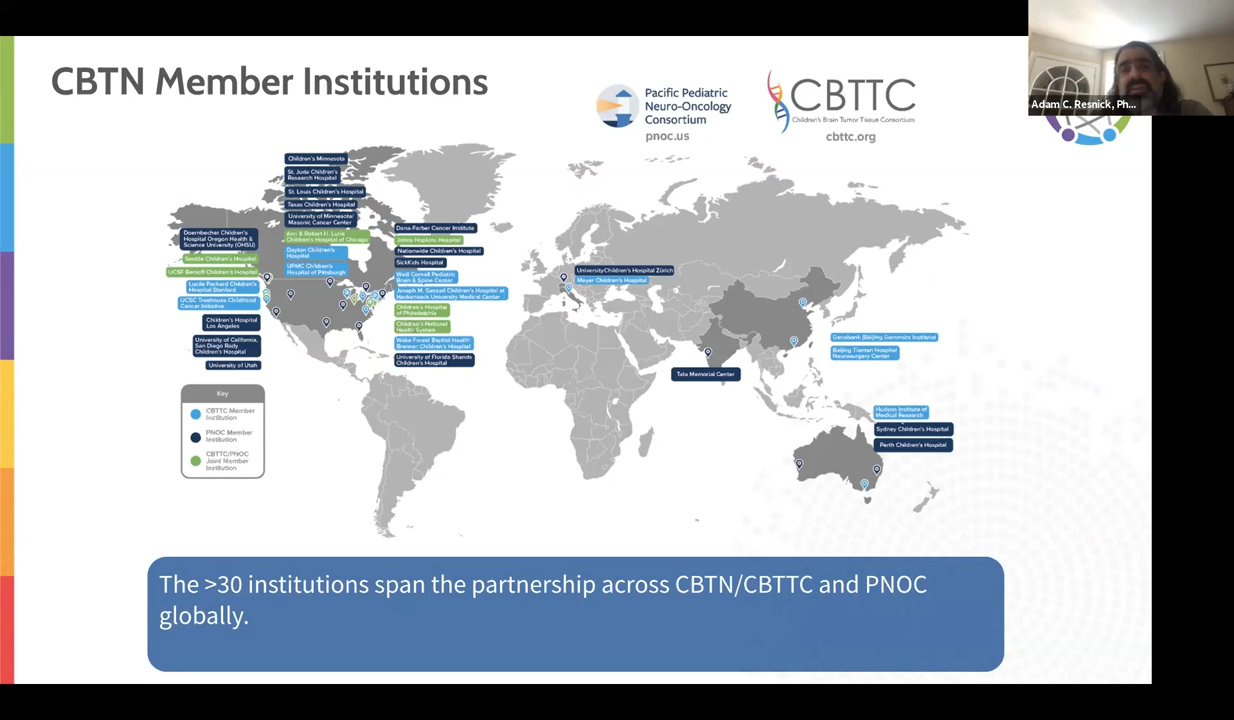 CBTN Member Institutions
Pacific Pediatric
Neuro-Oncology
Consortium
pnoc.us
CBTTC
Children's Brain Tumor Tissue Consortium
cbttc.org
Adam C. Resnick, Ph...
Children's Minnesota
St. Jude Children's
Research Hospital
St. Louis Children's Hospital
Texas Children's Hospital
University of Minnesota/
Masonic Cancer Center
Ann & Robert H. Lurie
Children's Hospital of Chicago
Dayton Children's
Hospital
UPMC Children's
Hospital of Pittsburgh
Doernbecher Children's
Hospital Oregon Health &
Science University (OHSU)
Seattle Children's Hospital
UCSF Benioff Children's Hospital
Lucile Packard Children's
Hospital Stanford
UCSC Treehouse Childhood
Cancer Initiative
Children's Hospital
Los Angeles
University of California,
San Diego Rady
Children's Hospital
University of Utah
Dana-Farber Cancer Institute
Johns Hopkins Hospital
Nationwide Children's Hospital
SickKids Hospital
Weill Cornell Pediatric
Brain & Spine Center
Joseph M. Sanzari Children's Hospital at
Hackensack University Medical Center
Children's Hospital
of Philadelphia
Children's National
Health System
Wake Forest Baptist Health
Brenner Children's Hospital
University of Florida Shands
Children's Hospital
University Children's Hospital Zürich
Meyer Children's Hospital
Tata Memorial Center
Genebank (Beijing Genomics Institute)
Beijing Tiantan Hospital
Neurosurgery Center
Hudson Institute of
Medical Research
Sydney Children's Hospital
Perth Children's Hospital
Key
CBTTC Member
Institution
PNOC Member
Institution
CBTTC/PNOC
Joint Member
Institution
The >30 institutions span the partnership across CBTN/CBTTC and PNOC
globally.